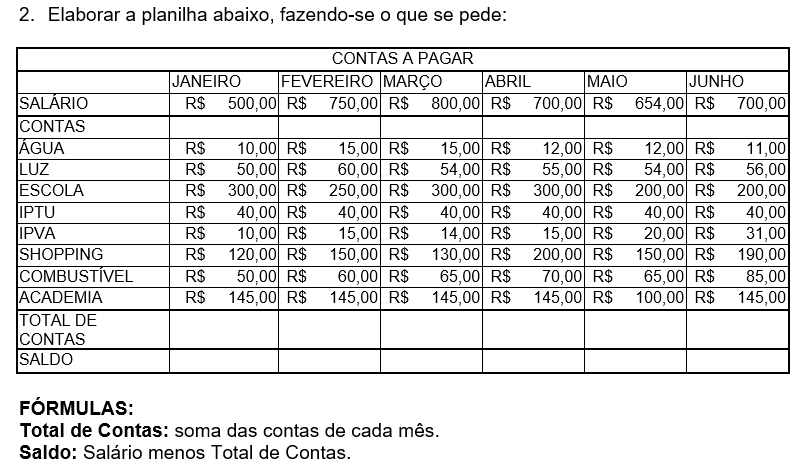 2. Elaborar a planilha abaixo, fazendo-se o que se pede:
CONTAS A PAGAR
JANEIRO FEVEREIRO MARÇO ABRIL MAIO JUNHO
SALÁRIO R$ 500,00 R$ 750,00 R$ 800,00 R$ 700,00 R$ 654,00 R$ 700,00
CONTAS
ÁGUA R$ 10,00 R$ 15,00 R$ 15,00 R$ 12,00 R$ 12,00 R$ 11,00
LUZ R$ 50,00 R$ 60,00 R$ 54,00 R$ 55,00 R$ 54,00 R$ 56,00
ESCOLA R$ 300,00 R$ 250,00 R$ 300,00 R$ 300,00 R$ 200,00 R$ 200,00
IPTU R$ 40,00 R$ 40,00 R$ 40,00 R$ 40,00 R$ 40,00 R$ 40,00
IPVA R$ 10,00 R$ 15,00 R$ 14,00 R$ 15,00 R$ 20,00 R$ 31,00
SHOPPING R$ 120,00 R$ 150,00 R$ 130,00 R$ 200,00 R$ 150,00 R$ 190,00
COMBUSTÍVEL R$ 50,00 R$ 60,00 R$ 65,00 R$ 70,00 R$ 65,00 R$ 85,00
ACADEMIA R$ 145,00 R$ 145,00 R$ 145,00 R$ 145,00 R$ 100,00 R$ 145,00
TOTAL DE
CONTAS
SALDO
FÓRMULAS:
Total de Contas: soma das contas de cada mês.
Saldo: Salário menos Total de Contas.